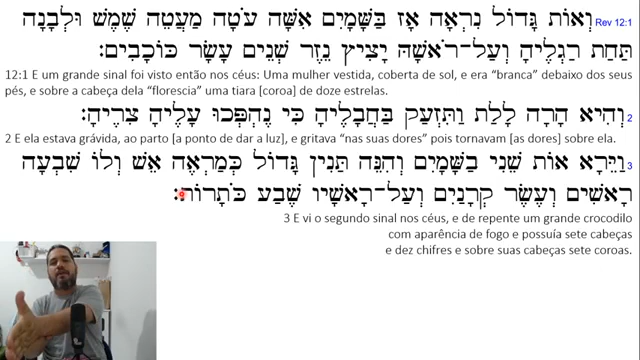 Rev 12:1 וְאוֹת גָּדוֹל נִרְאָה אָז בַּשָּׁמָיִם אִשָּׁה עֹטָה מַעֲטֵה שֶׁמֶשׁ וּלְבָנָה
תַּחַת רַגְלֶיהָ וְעַל־רֹאשָׁהּ יָצִיץ נֵזֶר שְׁנֵים עָשָׂר כּוֹכָבִים׃
12:1 E um grande sinal foi visto então nos céus: Uma mulher vestida, coberta de sol, e era “branca” debaixo dos seus
pés, e sobre a cabeça dela “florescia” uma tiara [coroa] de doze estrelas.
2 וְהִיא הָרָה לָלַת וַתִּזְעַק בַּחֲבָלֶיהָ כִּי נֶהֶפְכוּ עָלֶיהָ צִרֶיהָ׃
2 E ela estava grávida, ao parto [a ponto de dar a luz], e gritava “nas suas dores” pois tornavam [as dores] sobre ela.
3 וַיֵּרָא אוֹת שֵׁנִי בַּשָּׁמָיִם וְהִנֵּה תַּנִּין גָּדוֹל כְּמַרְאֶה אֵשׁ וְלוֹ שִׁבְעָה
רָאשִׁים וְעֶשֶׂר קְרָנַיִם וְעַל־רָאשָׁיו שֶׁבַע כֹּתָרוֹת׃
3 E vi o segundo sinal nos céus, e de repente um grande crocodilo
com aparência de fogo e possuía sete cabeças
e dez chifres e sobre suas cabeças sete coroas.